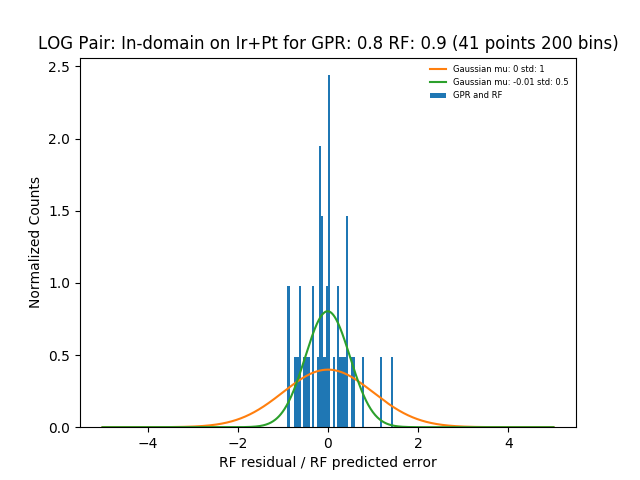 LOG Pair: In-domain on Ir+Pt for GPR: 0.8 RF: 0.9 (41 points 200 bins)
Gaussian mu: 0 std: 1
Gaussian mu: -0.01 std: 0.5
GPR and RF
Normalized Counts
2.5
2.0
1.5
1.0
0.5
0.0
−4 −2 0 2 4
RF residual / RF predicted error